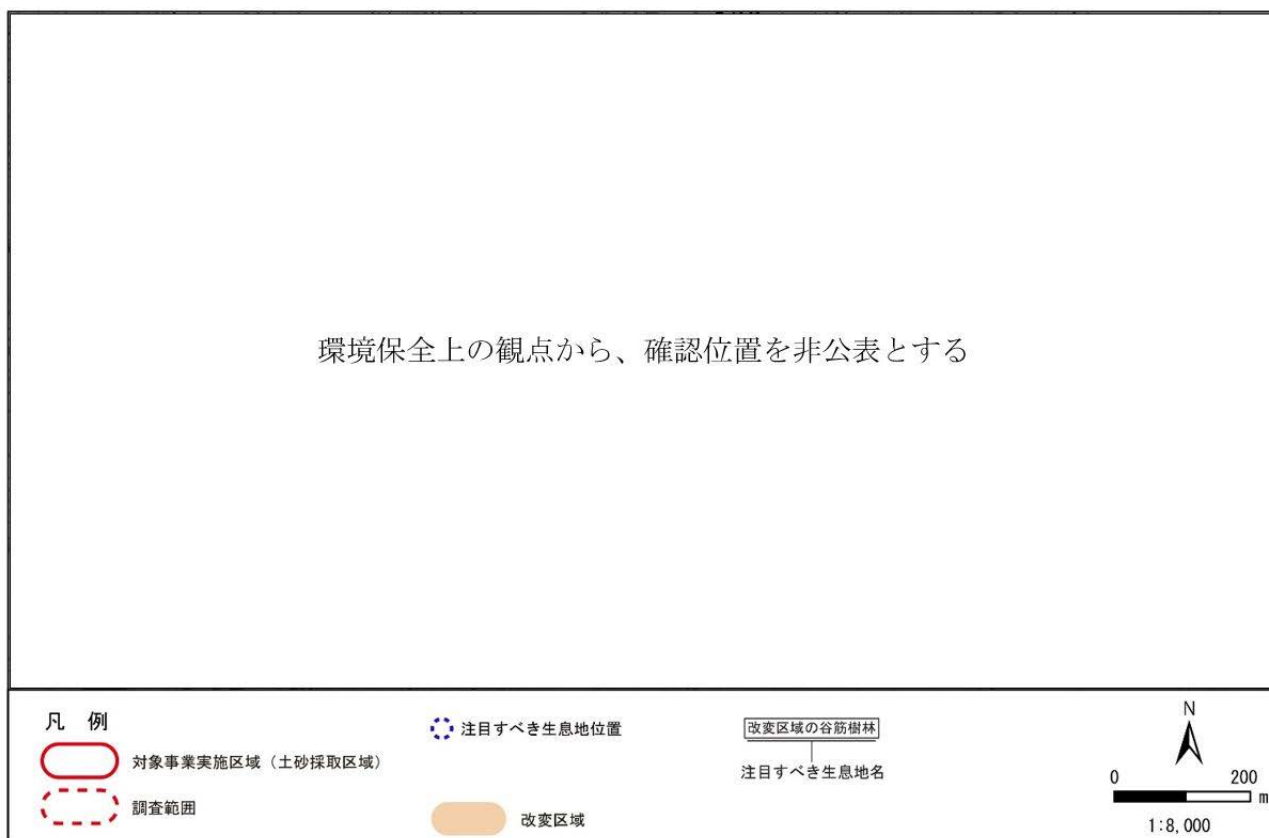 環境保全上の観点から、確認位置を非公表とする
凡 例
対象事業実施区域（土砂採取区域）
調査範囲
注目すべき生息地位置
改変区域
改変区域の谷筋樹林
注目すべき生息地名
N
0 200
m
1:8,000